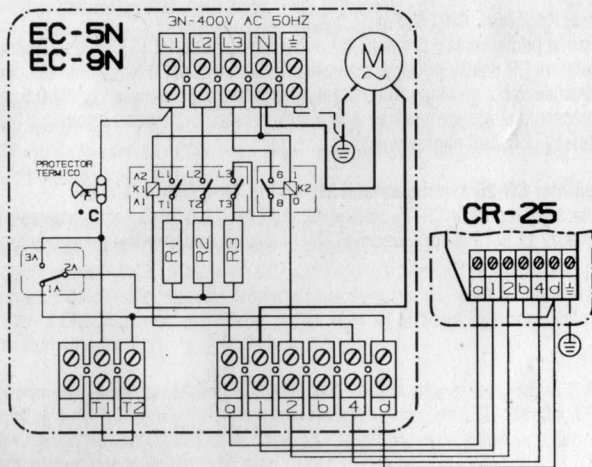 EC-5N
EC-9N
3N-400V AC 50HZ
L1 L2 L3 N
M
PROTECTOR
TERMICO
C
A2 L1 L2 L3
K1
A1 T1 T2 T3
6 1
K2
8 0
R1 R2 R3
3A
2A
1A
CR-25
a 1 2 b 4 d
T1 T2
a 1 2 b 4 d